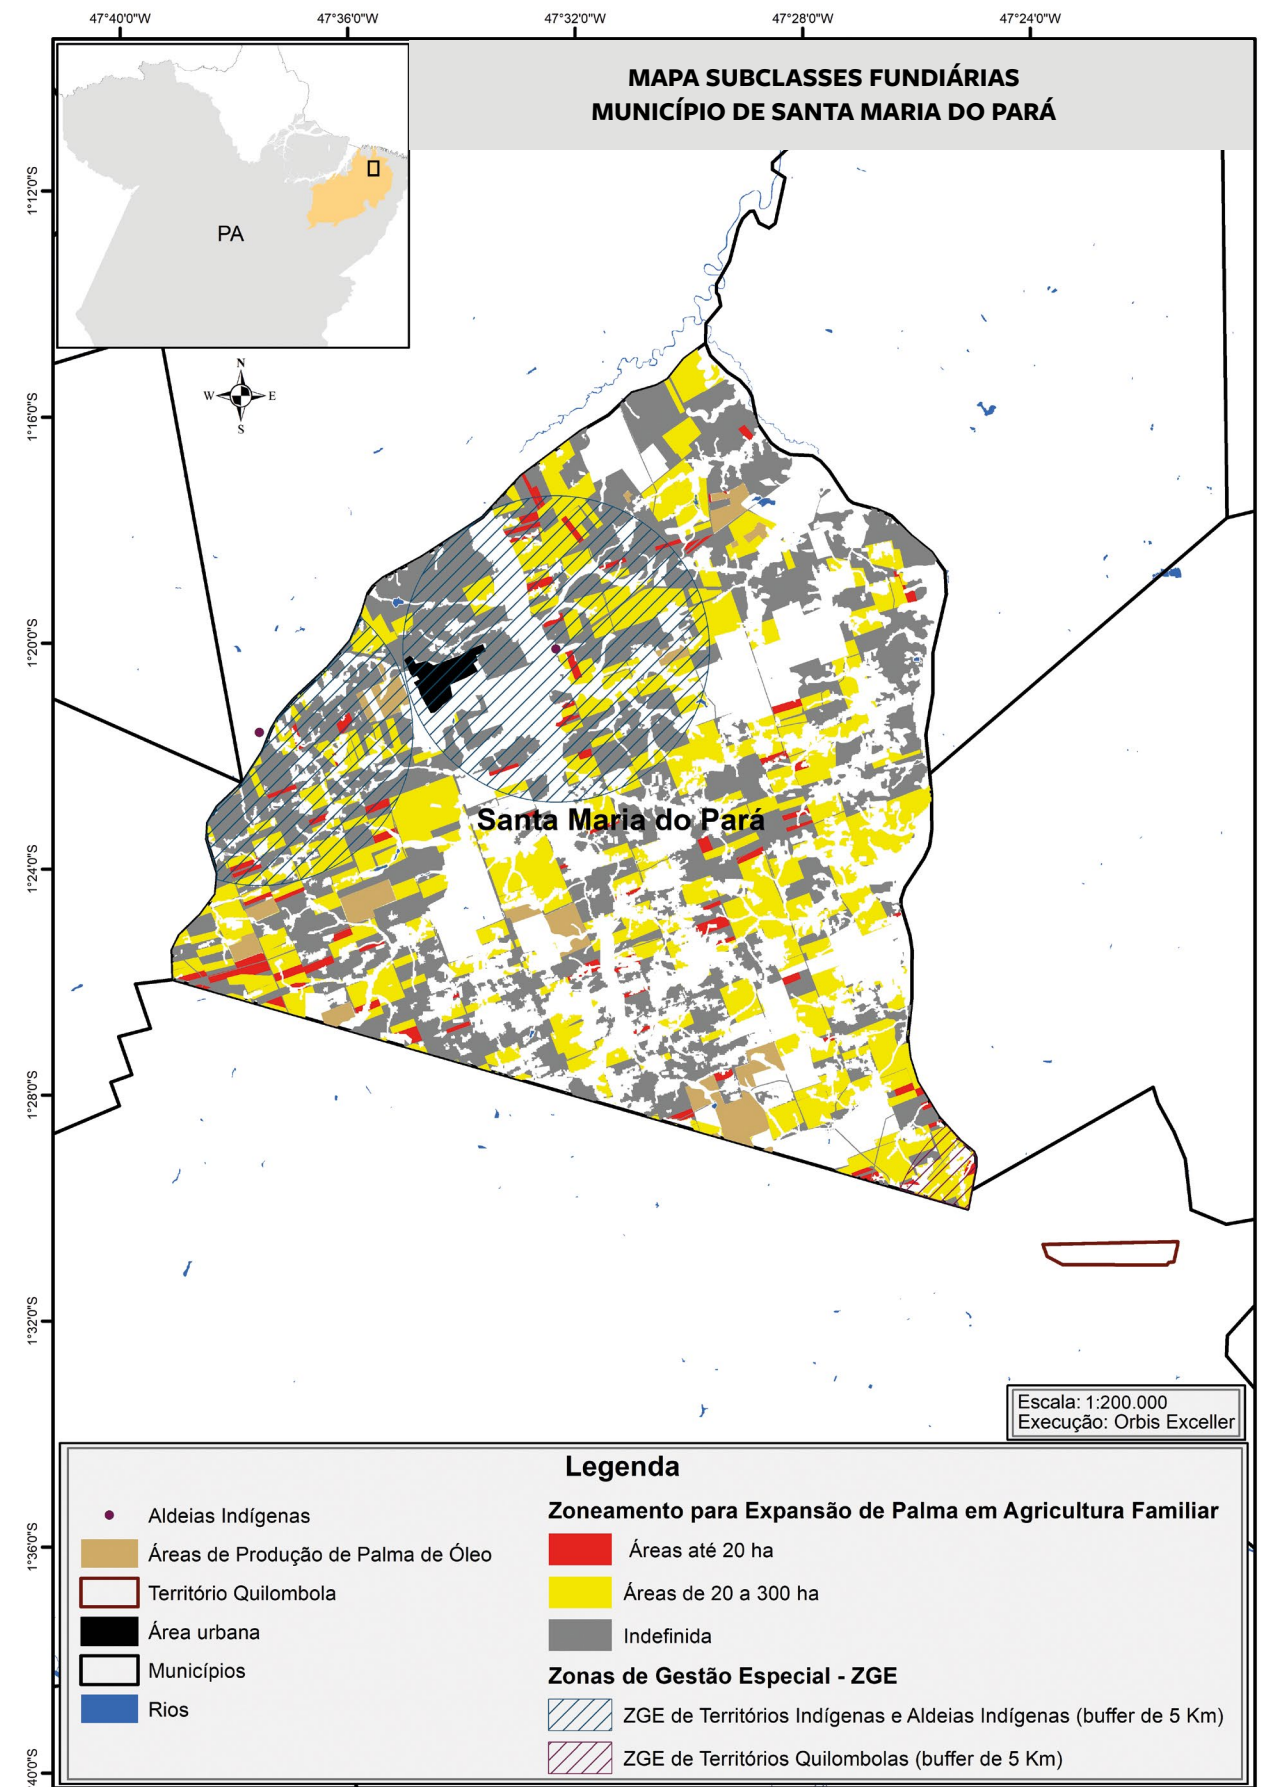 47°40'0"W 47°36'0"W 47°32'0"W 47°28'0"W 47°24'0"W
MAPA SUBCLASSES FUNDIÁRIAS
MUNICÍPIO DE SANTA MARIA DO PARÁ
PA
1°12'0"S
N
W E
S
1°16'0"S
1°20'0"S
Santa Maria do Pará
1°24'0"S
1°28'0"S
1°32'0"S
Escala: 1:200.000
Execução: Orbis Exceller
Legenda
Aldeias Indígenas
Áreas de Produção de Palma de Óleo
Território Quilombola
Área urbana
Municípios
Rios
Zoneamento para Expansão de Palma em Agricultura Familiar
Áreas até 20 ha
Áreas de 20 a 300 ha
Indefinida
Zonas de Gestão Especial - ZGE
ZGE de Territórios Indígenas e Aldeias Indígenas (buffer de 5 Km)
ZGE de Territórios Quilombolas (buffer de 5 Km)
1°36'0"S
40'0"S